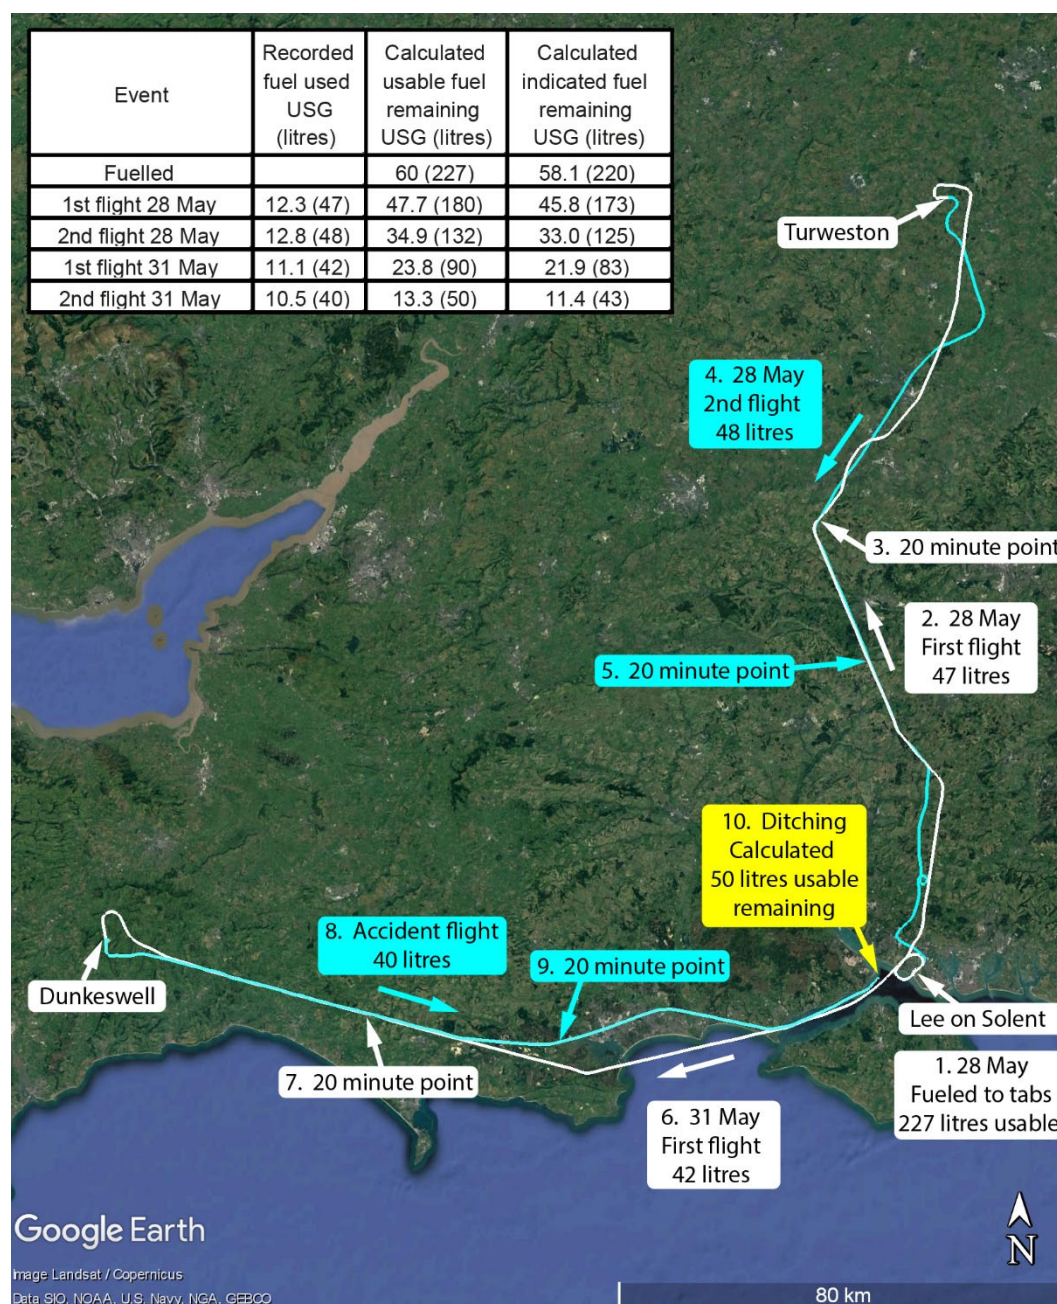 Event
Recorded
fuel used
USG
(litres)
Calculated
usable fuel
remaining
USG (litres)
Calculated
indicated fuel
remaining
USG (litres)
Fuelled 60 (227) 58.1 (220)
1st flight 28 May 12.3 (47) 47.7 (180) 45.8 (173)
2nd flight 28 May 12.8 (48) 34.9 (132) 33.0 (125)
1st flight 31 May 11.1 (42) 23.8 (90) 21.9 (83)
2nd flight 31 May 10.5 (40) 13.3 (50) 11.4 (43)
Turweston
4. 28 May
2nd flight
48 litres
3. 20 minute point
2. 28 May
First flight
47 litres
5. 20 minute point
10. Ditching
Calculated
50 litres usable
remaining
8. Accident flight
40 litres
9. 20 minute point
Dunkeswell
Lee on Solent
7. 20 minute point
1. 28 May
Fueled to tabs
227 litres usable
6. 31 May
First flight
42 litres
Google Earth
N
Image Landsat / Copernicus
Data SIO, NOAA, U.S. Navy, NGA, GEBCO
80 km